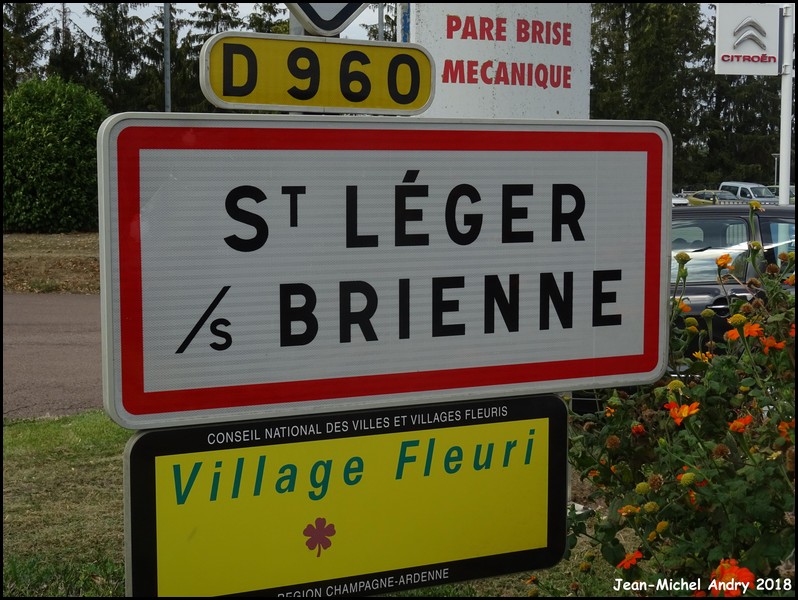 PARE BRISE
MECANIQUE
CITROËN
D 960
ST LÉGER
/S BRIENNE
CONSEIL NATIONAL DES VILLES ET VILLAGES FLEURIS
Village Fleuri
REGION CHAMPAGNE-ARDENNE
Jean-Michel Andry 2018